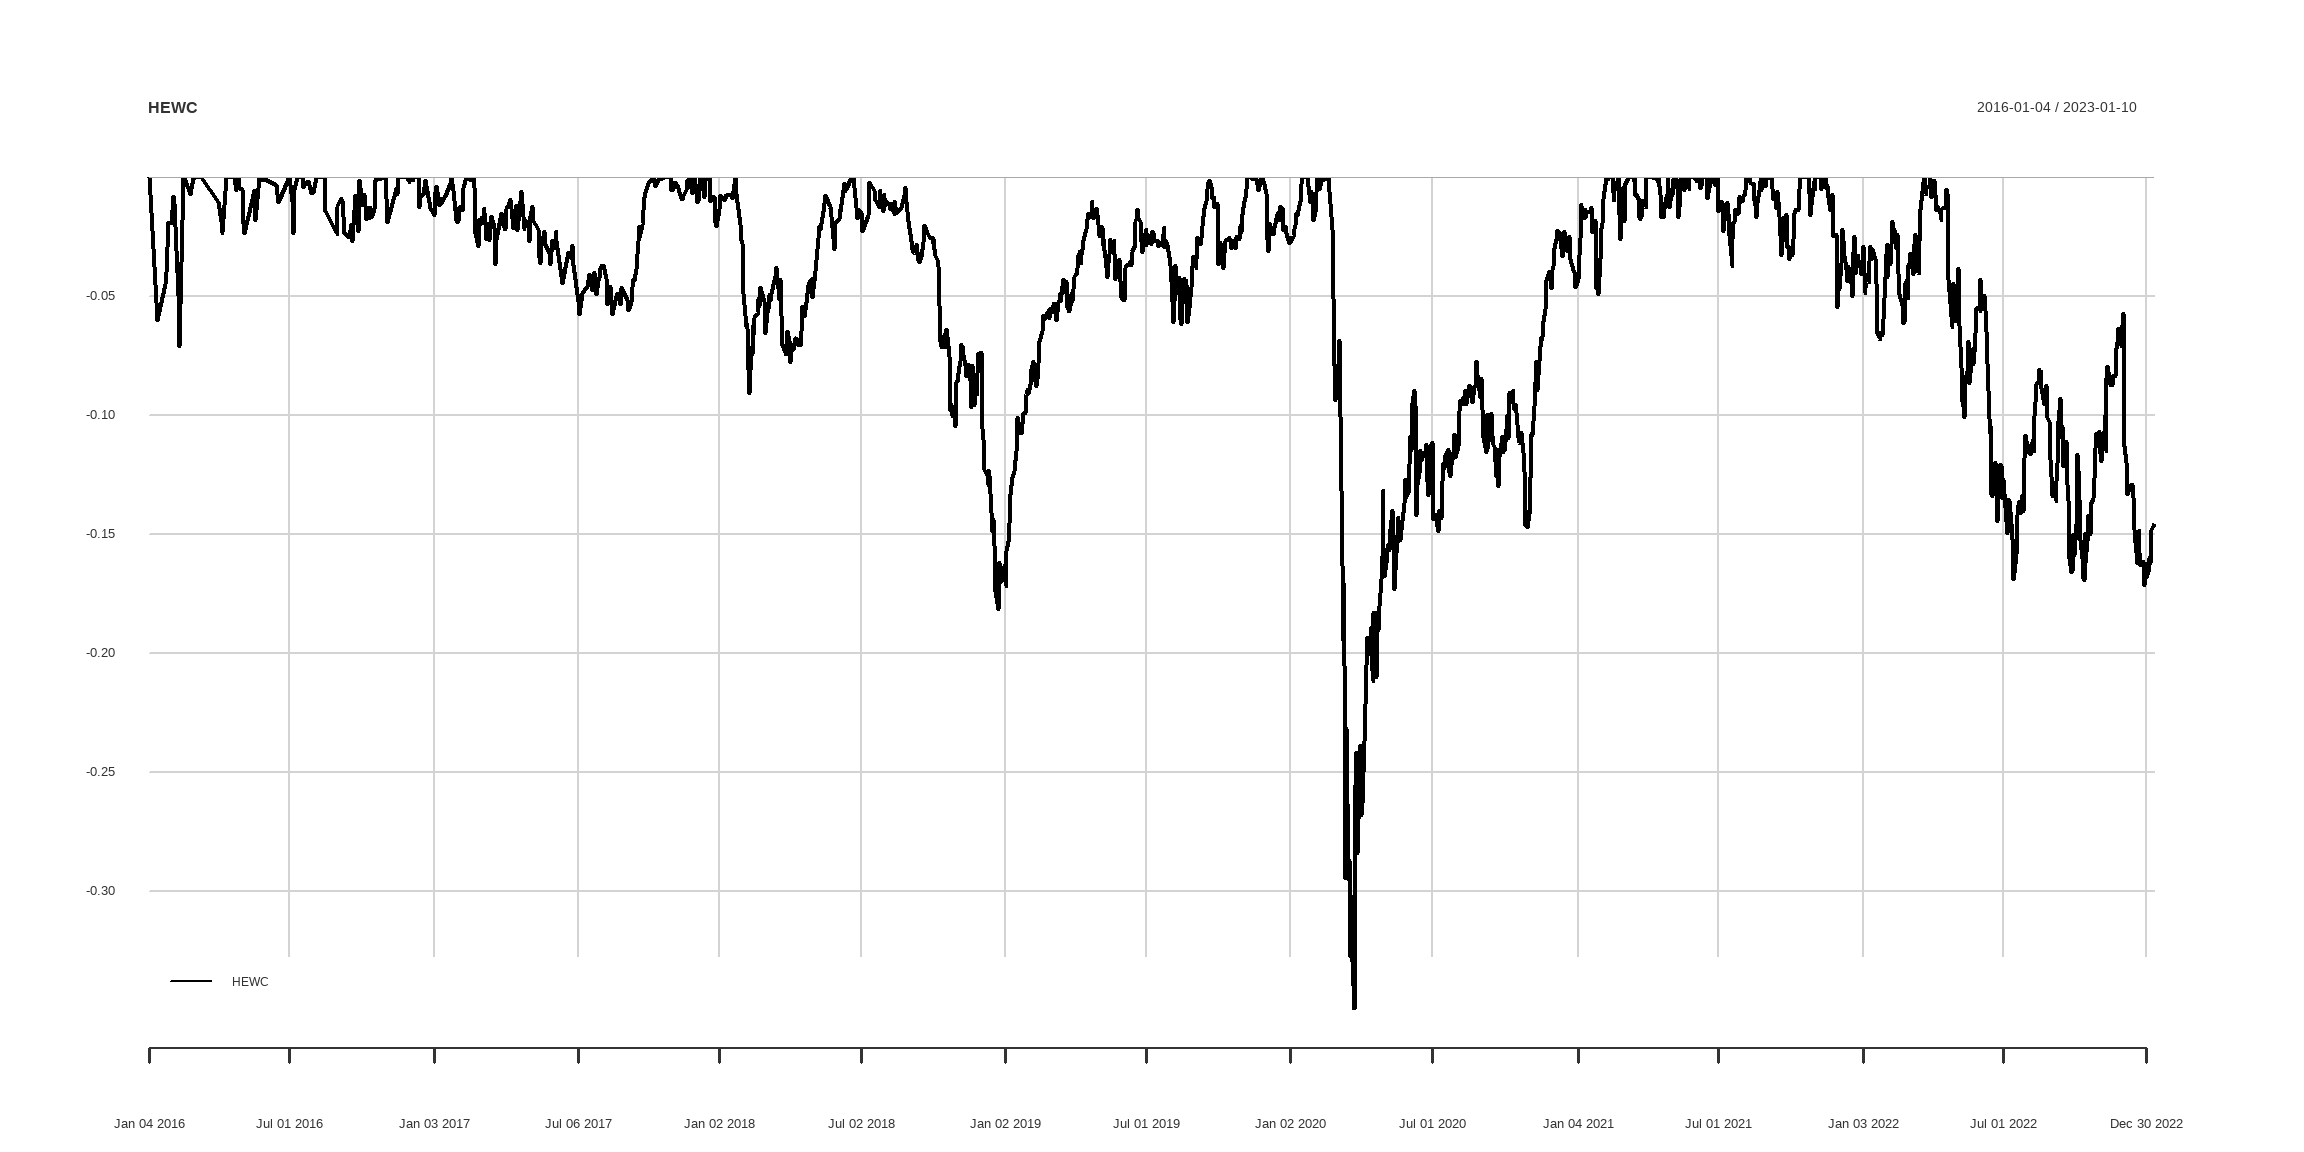 HEWC
2016-01-04 / 2023-01-10
-0.05
-0.10
-0.15
-0.20
-0.25
-0.30
HEWC
Jan 04 2016
Jul 01 2016
Jan 03 2017
Jul 06 2017
Jan 02 2018
Jul 02 2018
Jan 02 2019
Jul 01 2019
Jan 02 2020
Jul 01 2020
Jan 04 2021
Jul 01 2021
Jan 03 2022
Jul 01 2022
Dec 30 2022